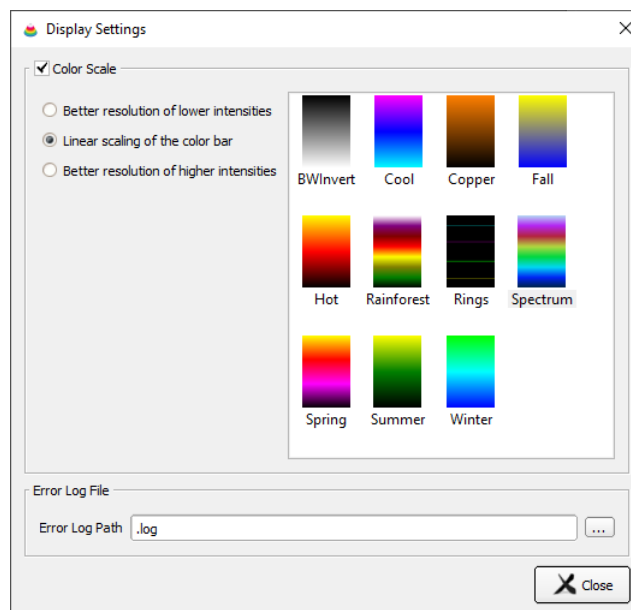 Display Settings
Color Scale
Better resolution of lower intensities
Linear scaling of the color bar
Better resolution of higher intensities
BWInvert Cool Copper Fall
Hot Rainforest Rings Spectrum
Spring Summer Winter
Error Log File
Error Log Path .log ...
Close